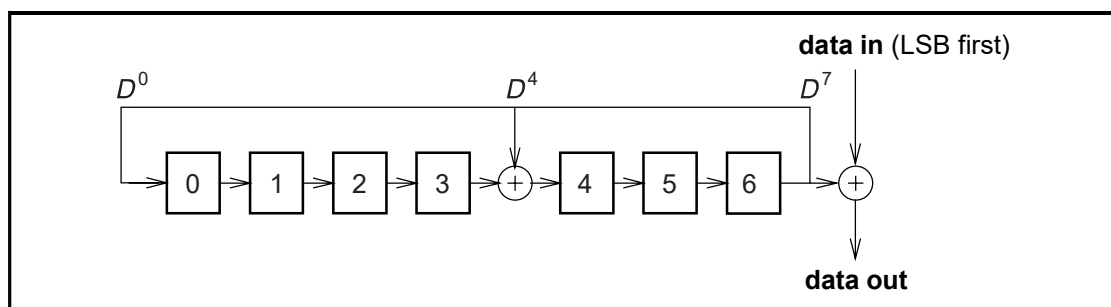 data in (LSB first)
D⁰ D⁴ D⁷
0 1 2 3 + 4 5 6 +
data out